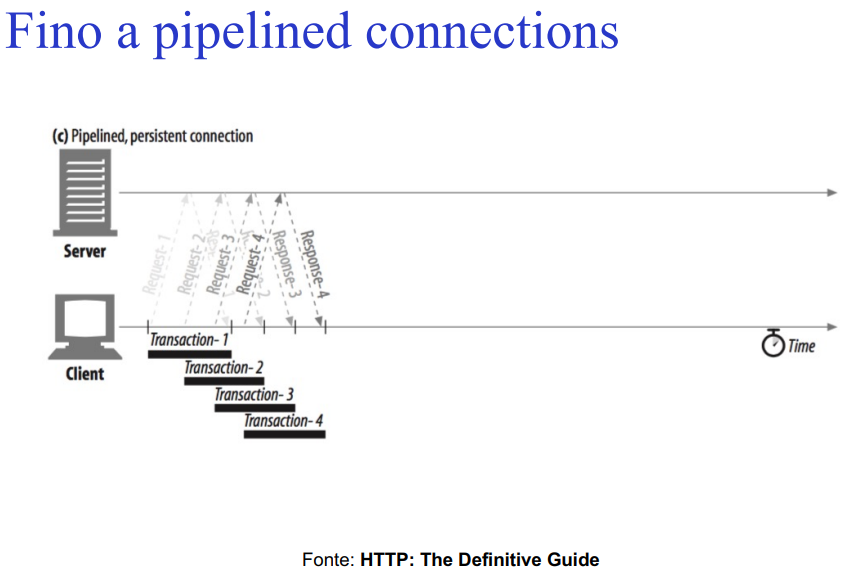 Fino a pipelined connections
(c) Pipelined, persistent connection
Server
Request-1
Request-2
Request-3
Request-4
Response-3
Response-4
Client
Transaction- 1
Transaction- 2
Transaction- 3
Transaction- 4
Time
Fonte: HTTP: The Definitive Guide